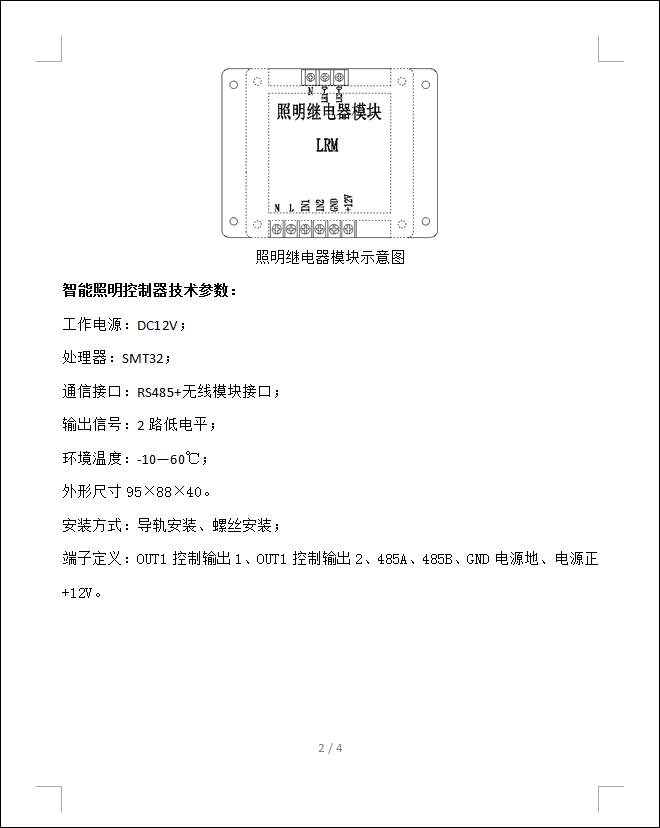 N
照明继电器模块
LRM
N L IN1 IN2 GND +12V
照明继电器模块示意图
智能照明控制器技术参数：
工作电源：DC12V；
处理器：SMT32；
通信接口：RS485+无线模块接口；
输出信号：2 路低电平；
环境温度：-10—60℃；
外形尺寸 95×88×40。
安装方式：导轨安装、螺丝安装；
端子定义：OUT1 控制输出 1、OUT1 控制输出 2、485A、485B、GND 电源地、电源正
+12V。
2 / 4